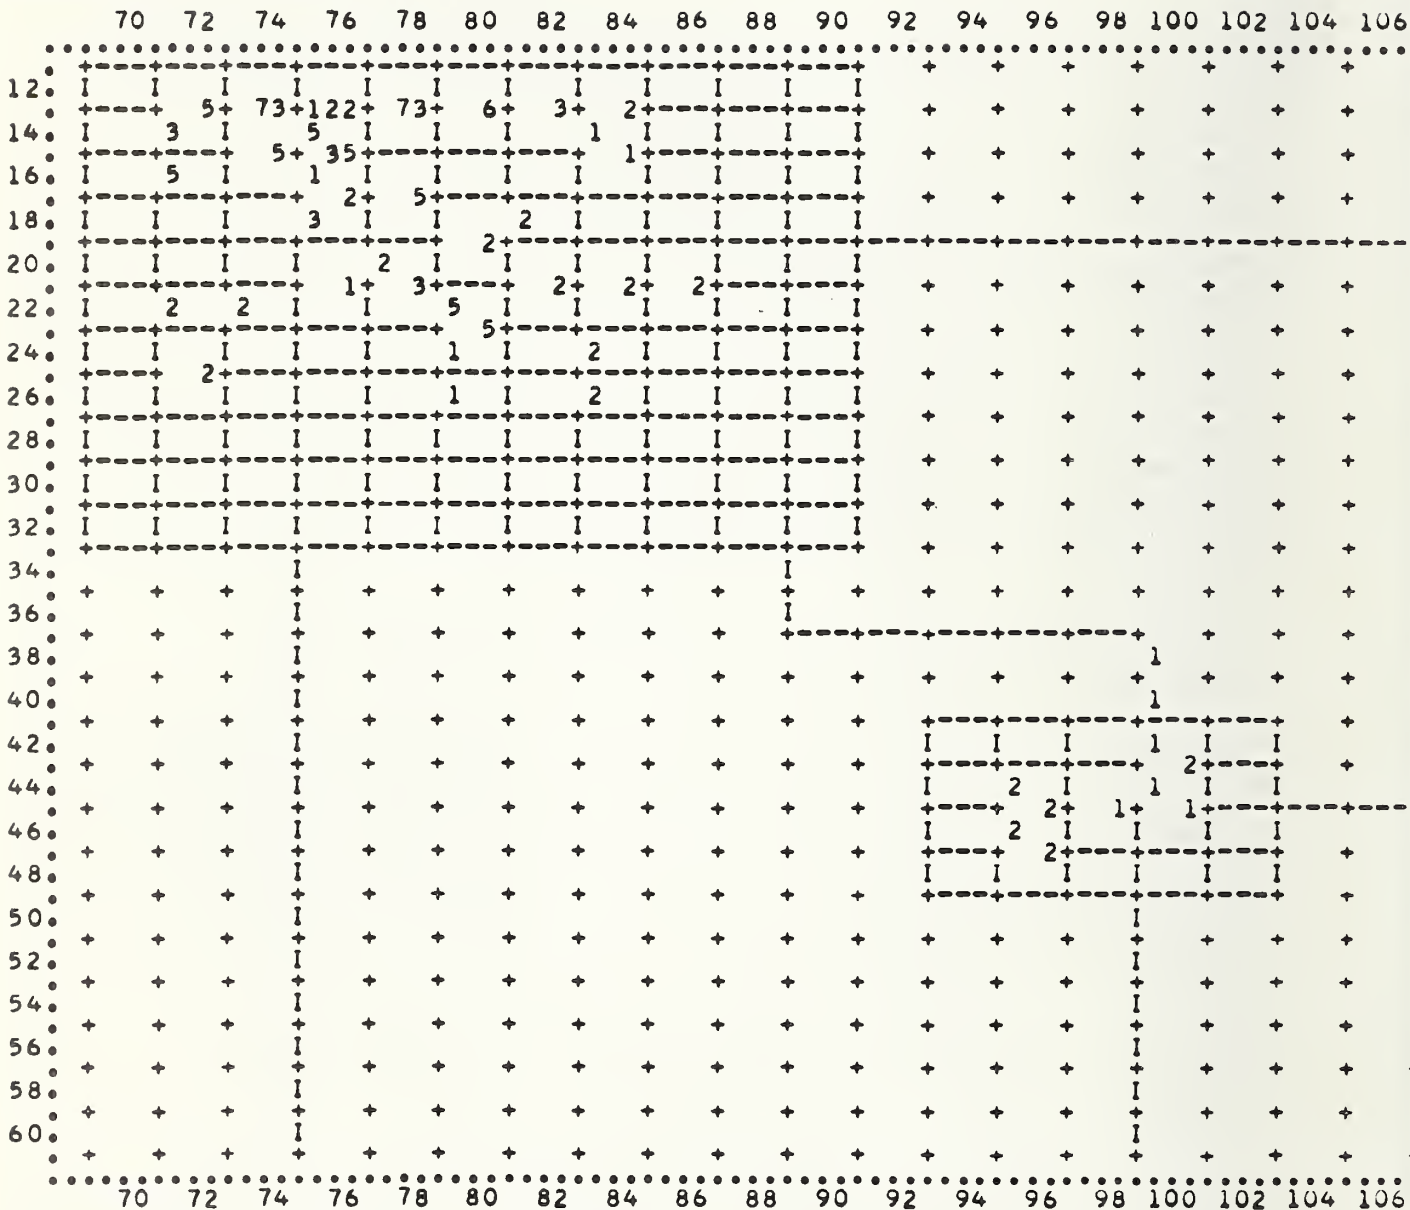 70 72 74 76 78 80 82 84 86 88 90 92 94 96 98 100 102 104 106
12 I I I I I I I I I I I I
5 73 122 73 6 3 2
14 I 3 I 5 I I I 1 I I I I
5 35 1
16 I 5 I 1 I I I I I I I I
2 5
18 I I I 3 I I 2 I I I I I
2
20 I I I I 2 I I I I I I I
1 3 2 2 2
22 I 2 2 I I 5 I I I I I I
5
24 I I I I I 1 I 2 I I I I
2
26 I I I I I 1 I 2 I I I I
28 I I I I I I I I I I I I
30 I I I I I I I I I I I I
32 I I I I I I I I I I I I
34 I I
36 I I
38 I 1
40 I 1
42 I I I I 1 I I
2
44 I I 2 I 1 I I
2 1 1
46 I I 2 I I I I
2
48 I I I I I I I
50 I I
52 I I
54 I I
56 I I
58 I I
60 I I
70 72 74 76 78 80 82 84 86 88 90 92 94 96 98 100 102 104 106